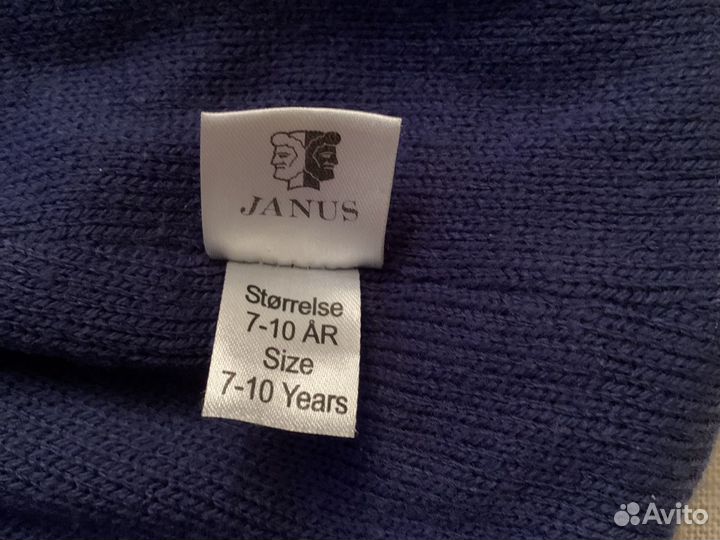 JANUS
Størrelse
7-10 ÅR
Size
7-10 Years
Avito